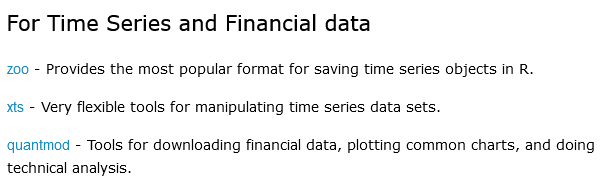 For Time Series and Financial data
zoo - Provides the most popular format for saving time series objects in R.
xts - Very flexible tools for manipulating time series data sets.
quantmod - Tools for downloading financial data, plotting common charts, and doing
technical analysis.